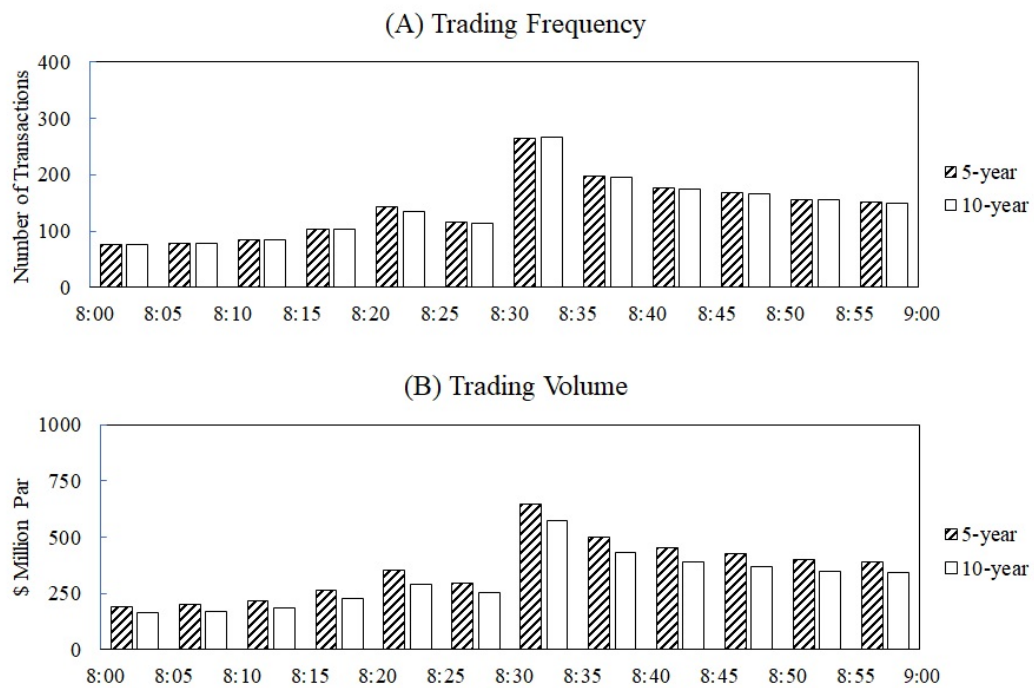 (A) Trading Frequency
Number of Transactions
400
300
200
100
0
8:00 8:05 8:10 8:15 8:20 8:25 8:30 8:35 8:40 8:45 8:50 8:55 9:00
5-year
10-year
(B) Trading Volume
$ Million Par
1000
750
500
250
0
8:00 8:05 8:10 8:15 8:20 8:25 8:30 8:35 8:40 8:45 8:50 8:55 9:00
5-year
10-year